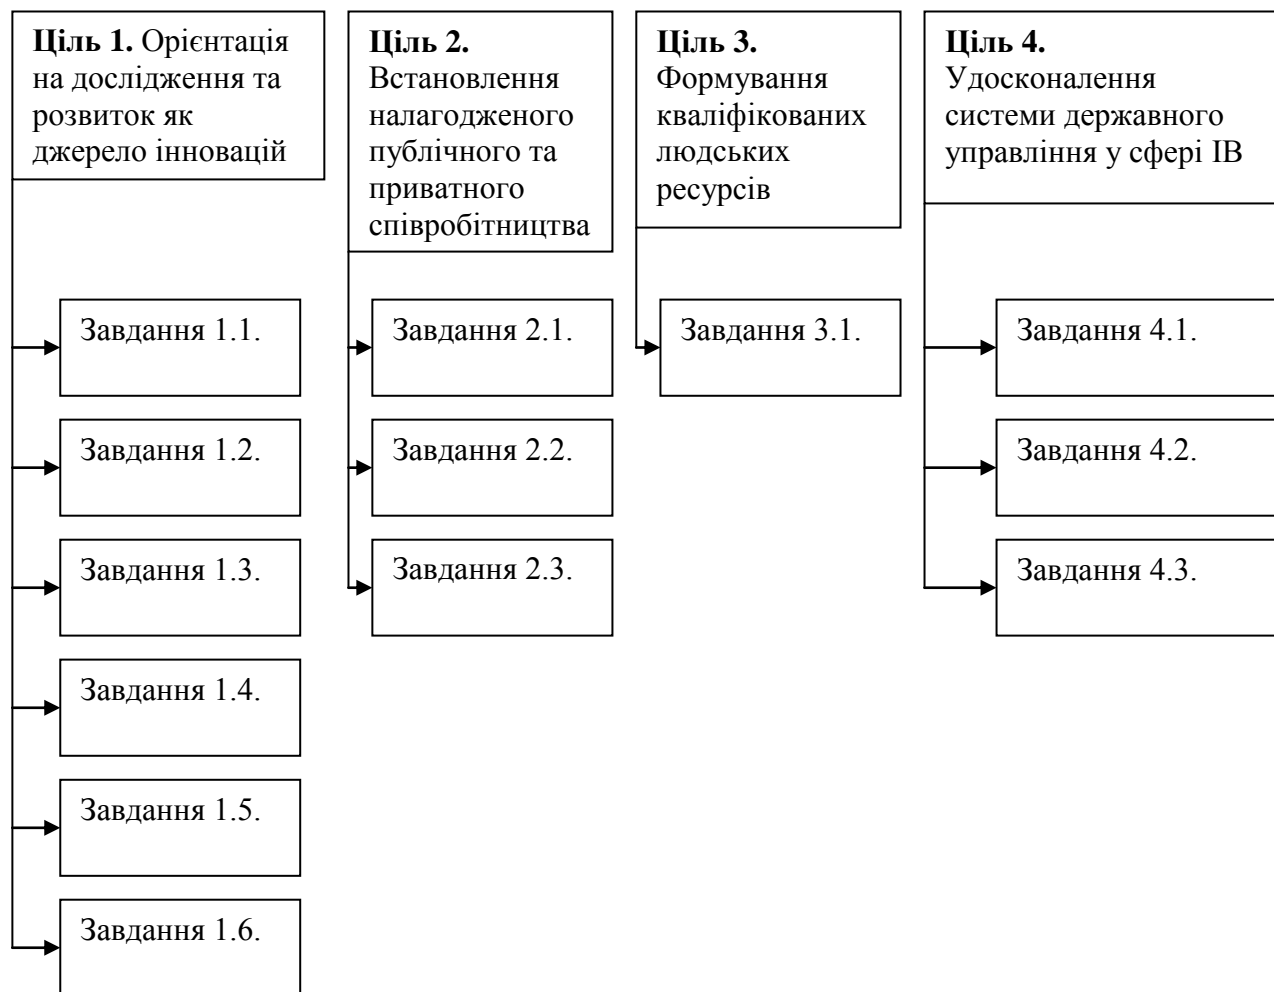 Ціль 1. Орієнтація
на дослідження та
розвиток як
джерело інновацій
Ціль 2.
Встановлення
налагодженого
публічного та
приватного
співробітництва
Ціль 3.
Формування
кваліфікованих
людських
ресурсів
Ціль 4.
Удосконалення
системи державного
управління у сфері ІВ
Завдання 1.1.
Завдання 2.1.
Завдання 3.1.
Завдання 4.1.
Завдання 1.2.
Завдання 2.2.
Завдання 4.2.
Завдання 1.3.
Завдання 2.3.
Завдання 4.3.
Завдання 1.4.
Завдання 1.5.
Завдання 1.6.